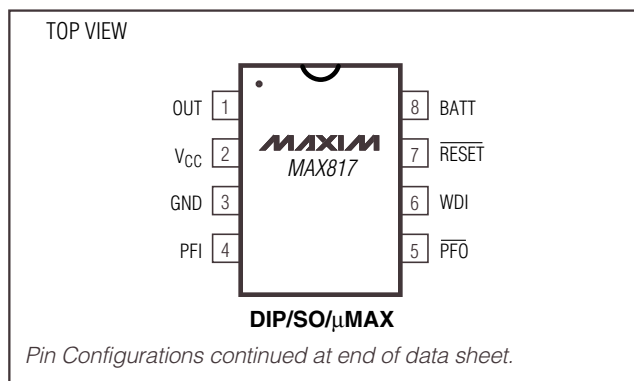 TOP VIEW
OUT 1
8 BATT
VCC 2
MAXIM
MAX817
7 RESET
GND 3
6 WDI
PFI 4
5 PFO
DIP/SO/μMAX
Pin Configurations continued at end of data sheet.